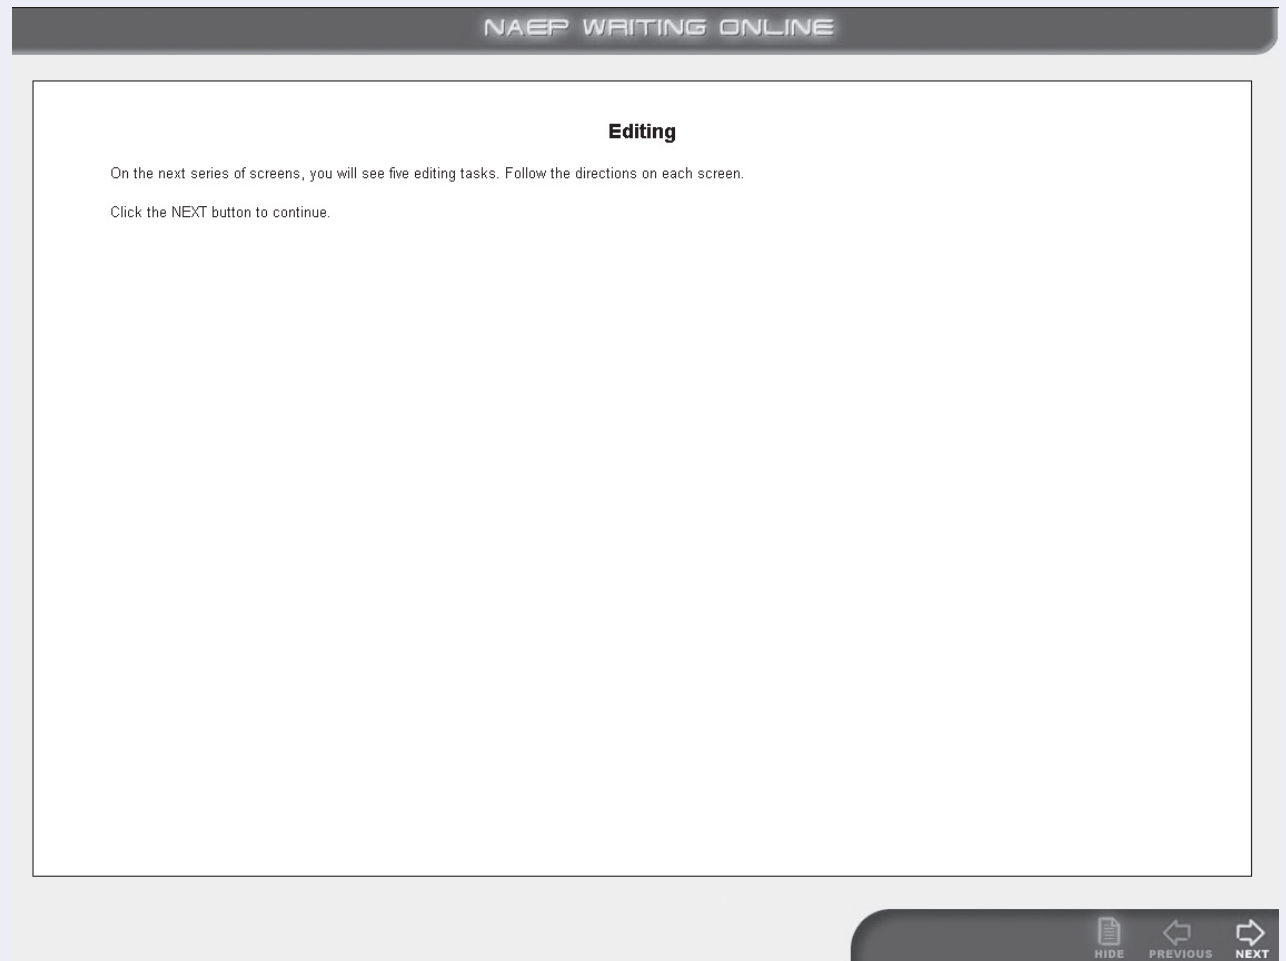 NAEP WRITING ONLINE
Editing
On the next series of screens, you will see five editing tasks. Follow the directions on each screen.
Click the NEXT button to continue.
HIDE PREVIOUS NEXT